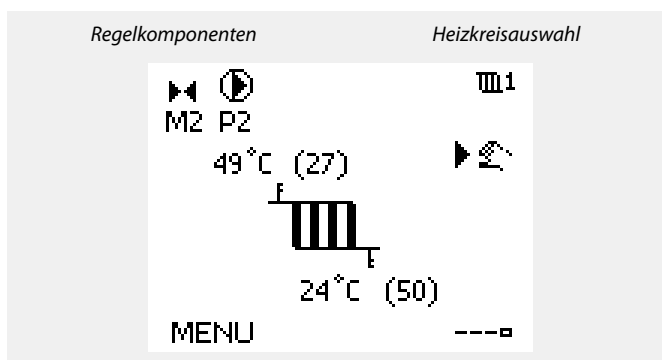 Regelkomponenten Heizkreisauswahl
1
M2 P2
49°C (27)
24°C (50)
MENU ---